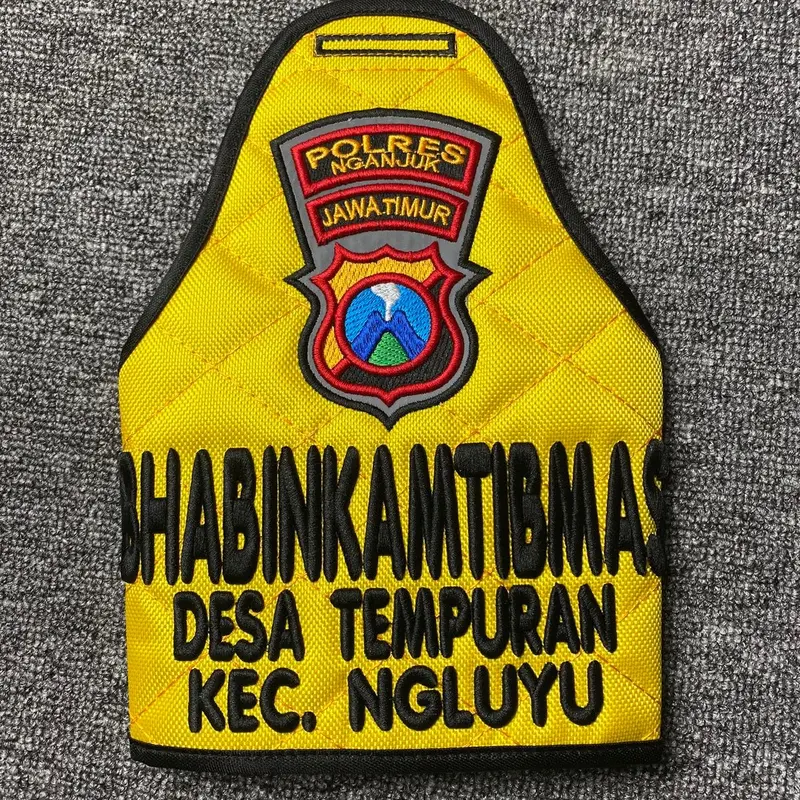 POLRES
NGANJUK
JAWA TIMUR
BHABINKAMTIBMAS
DESA TEMPURAN
KEC. NGLUYU